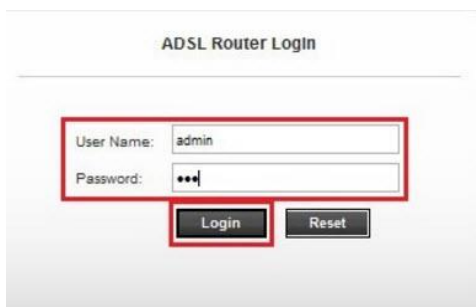 ADSL Router Login
User Name: admin
Password: •••
Login Reset